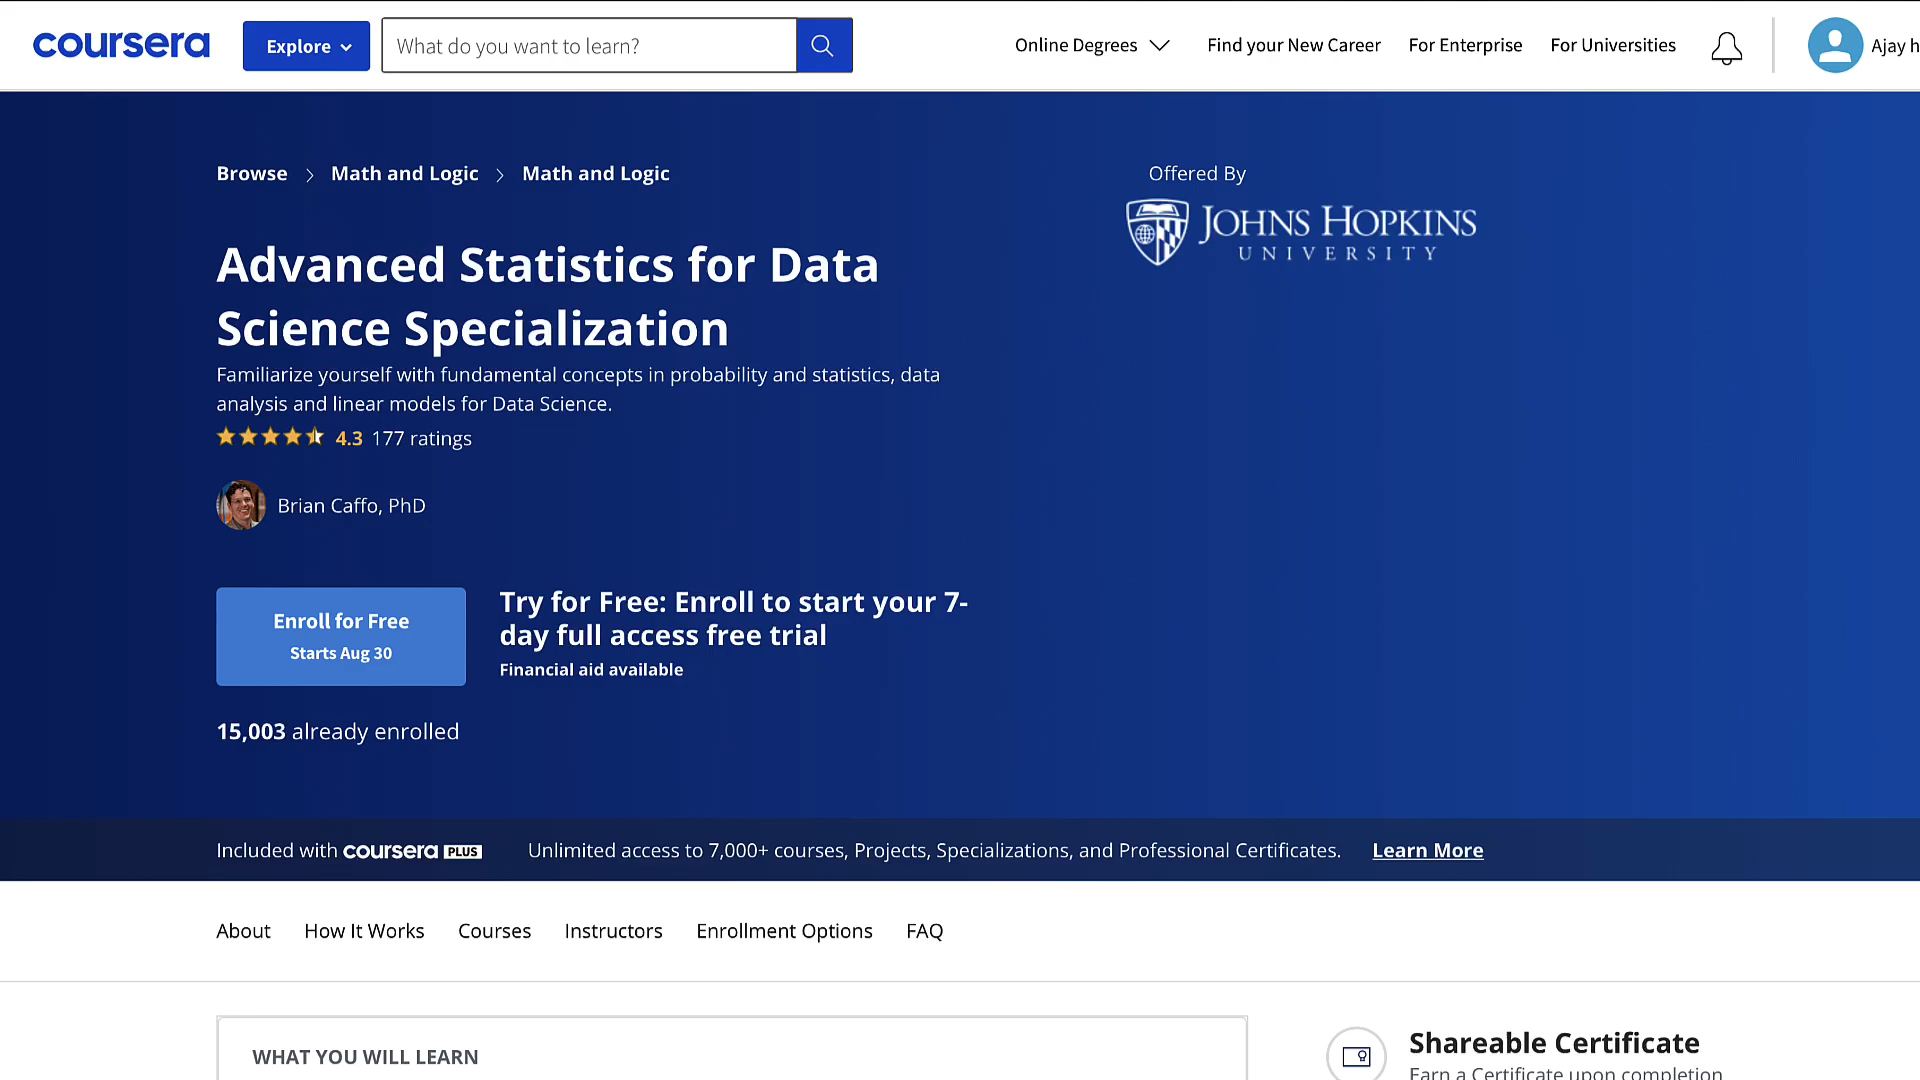 coursera
Explore
What do you want to learn?
Online Degrees
Find your New Career
For Enterprise
For Universities
Ajay h
Browse
Math and Logic
Math and Logic
Offered By
JOHNS HOPKINS
UNIVERSITY
Advanced Statistics for Data
Science Specialization
Familiarize yourself with fundamental concepts in probability and statistics, data
analysis and linear models for Data Science.
4.3 177 ratings
Brian Caffo, PhD
Enroll for Free
Starts Aug 30
Try for Free: Enroll to start your 7-
day full access free trial
Financial aid available
15,003 already enrolled
Included with coursera PLUS
Unlimited access to 7,000+ courses, Projects, Specializations, and Professional Certificates.
Learn More
About
How It Works
Courses
Instructors
Enrollment Options
FAQ
WHAT YOU WILL LEARN
Shareable Certificate
Earn a Certificate upon completion